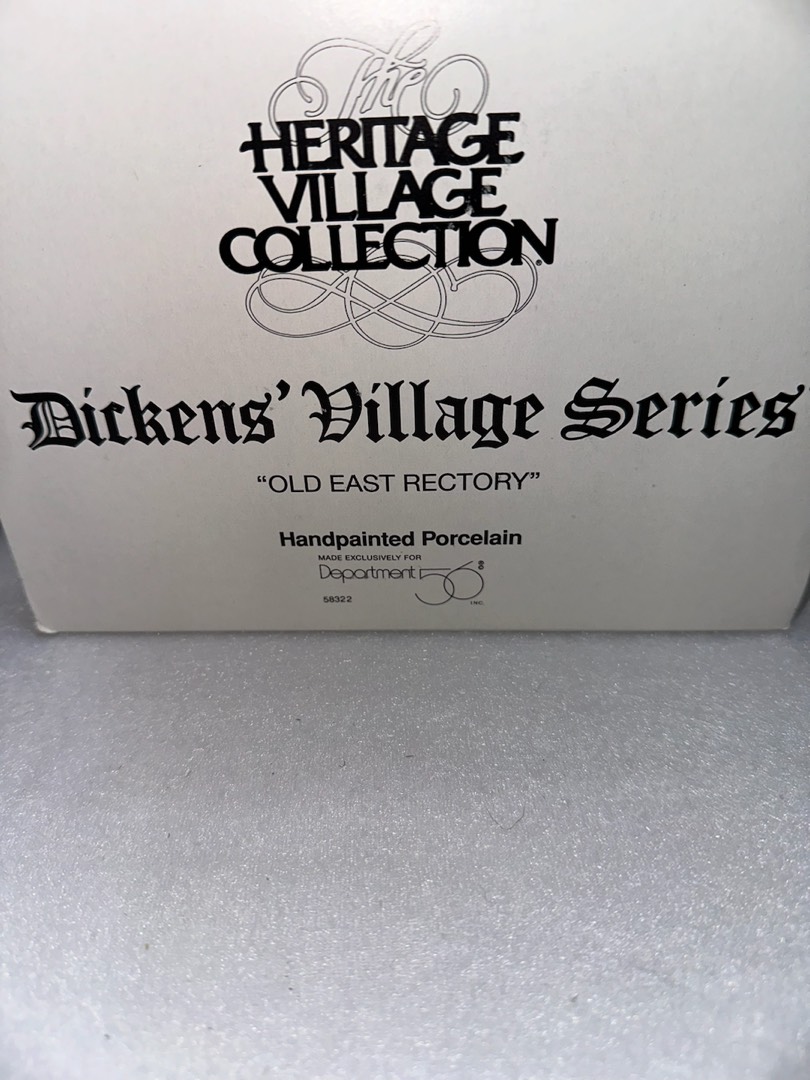 The
HERITAGE
VILLAGE
COLLECTION®
Dickens' Village Series
“OLD EAST RECTORY”
Handpainted Porcelain
MADE EXCLUSIVELY FOR
Department 56®
58322
INC.